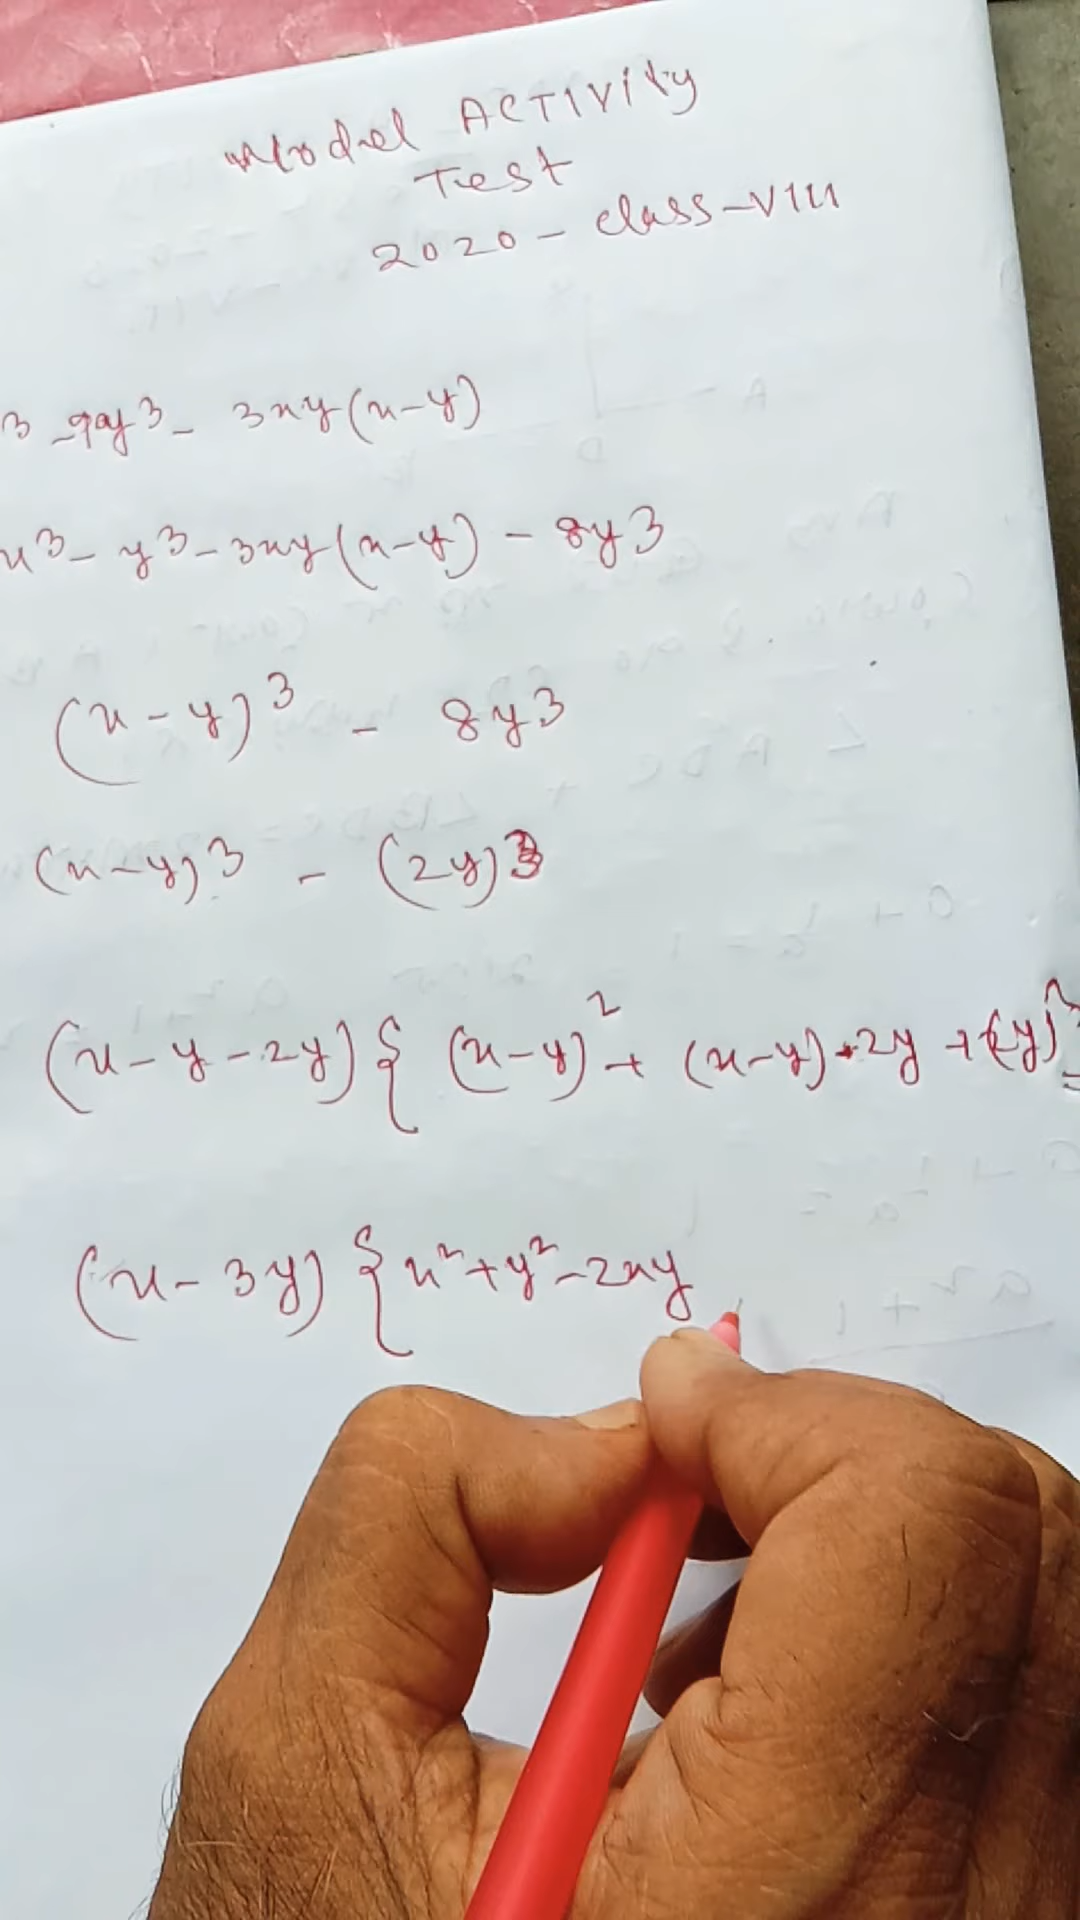 Model ACTIVity
Test
2020 - class-VIII
3 - 9y3 - 3xy(x-y)
x3 - y3 - 3xy(x-y) - 8y3
(x-y)3 - 8y3
(x-y)3 - (2y)3
(x-y-2y){(x-y)2 + (x-y).2y + (2y)2
(x-3y){x2+y2-2xy